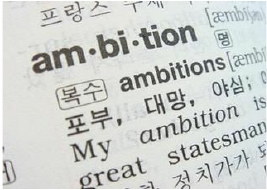 프랑스
am·bi·tion 명
복수 ambitions
포부, 대망, 야심;
My ambition is
great statesman
정치가가